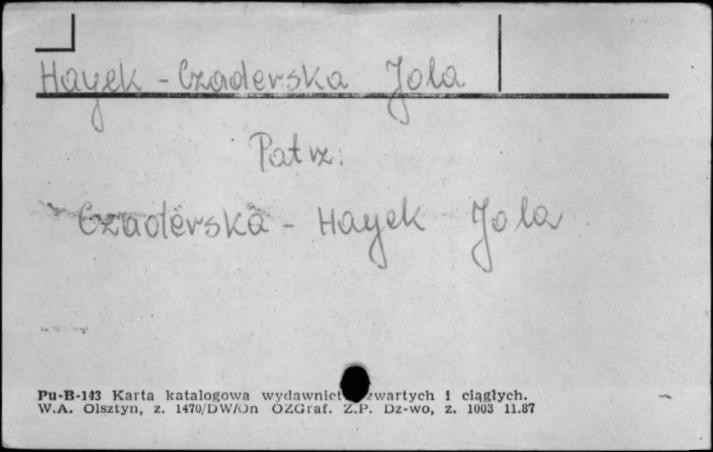 Hayek - Czaderska Jola
Patrz:
Czaderska - Hayek Jola
Pu-B-143 Karta katalogowa wydawnictw zwartych i ciągłych.
W.A. Olsztyn, z. 1470/DW/On OZGraf. Z.P. Dz-wo, z. 1003 11.87